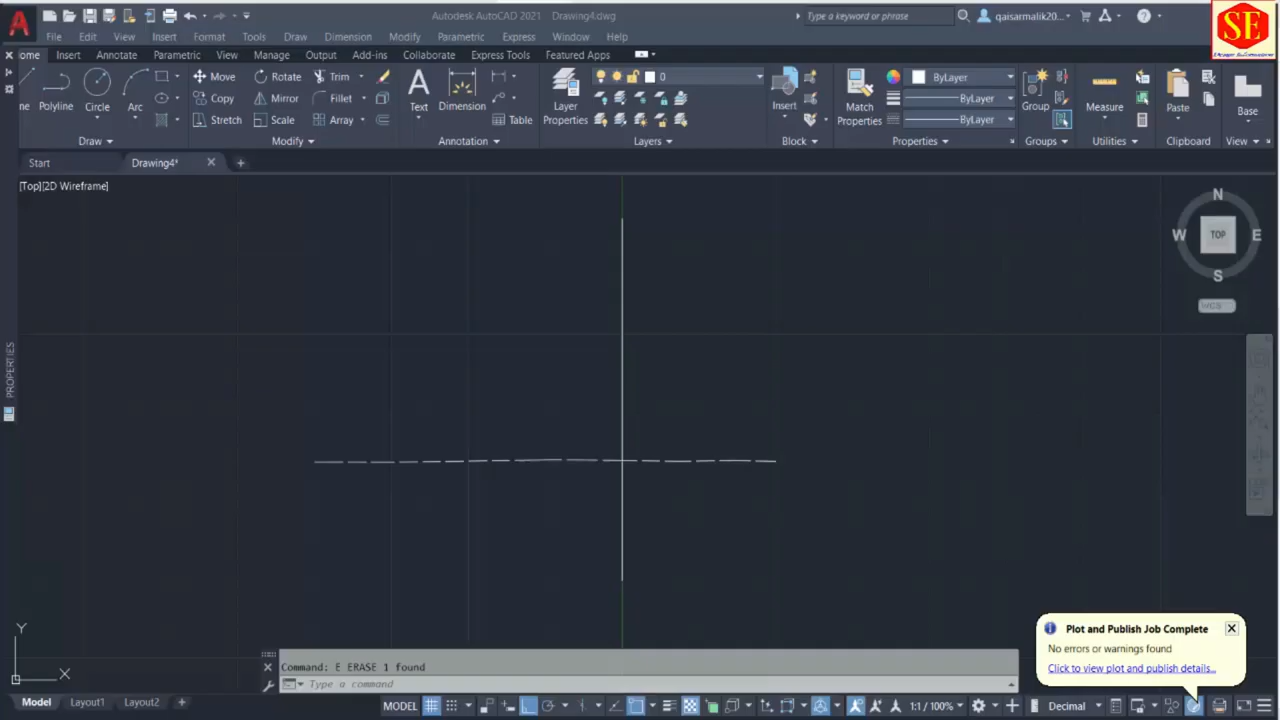 Autodesk AutoCAD 2021 Drawing4.dwg
Type a keyword or phrase
qaisarmalik20...
SE
File Edit View Insert Format Tools Draw Dimension Modify Parametric Express Window Help
ome Insert Annotate Parametric View Manage Output Add-ins Collaborate Express Tools Featured Apps
ne Polyline Circle Arc
Move Rotate Trim
Copy Mirror Fillet
Stretch Scale Array
Text Dimension Table
Layer Properties
0
Insert
Match Properties
ByLayer
ByLayer
ByLayer
Group
Measure
Paste
Base
Draw Modify Annotation Layers Block Properties Groups Utilities Clipboard View
Start Drawing4*
[Top][2D Wireframe]
N
W TOP E
S
WCS
PROPERTIES
Y
X
Plot and Publish Job Complete
No errors or warnings found
Click to view plot and publish details...
Command: E ERASE 1 found
Type a command
Model Layout1 Layout2
MODEL
1:1 / 100%
Decimal